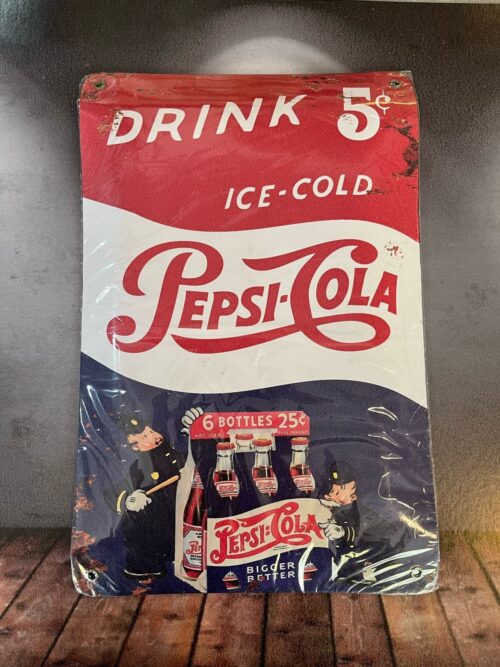 DRINK 5¢
ICE-COLD
PEPSI-COLA
6 BOTTLES 25¢
PEPSI-COLA
BIGGER
BETTER